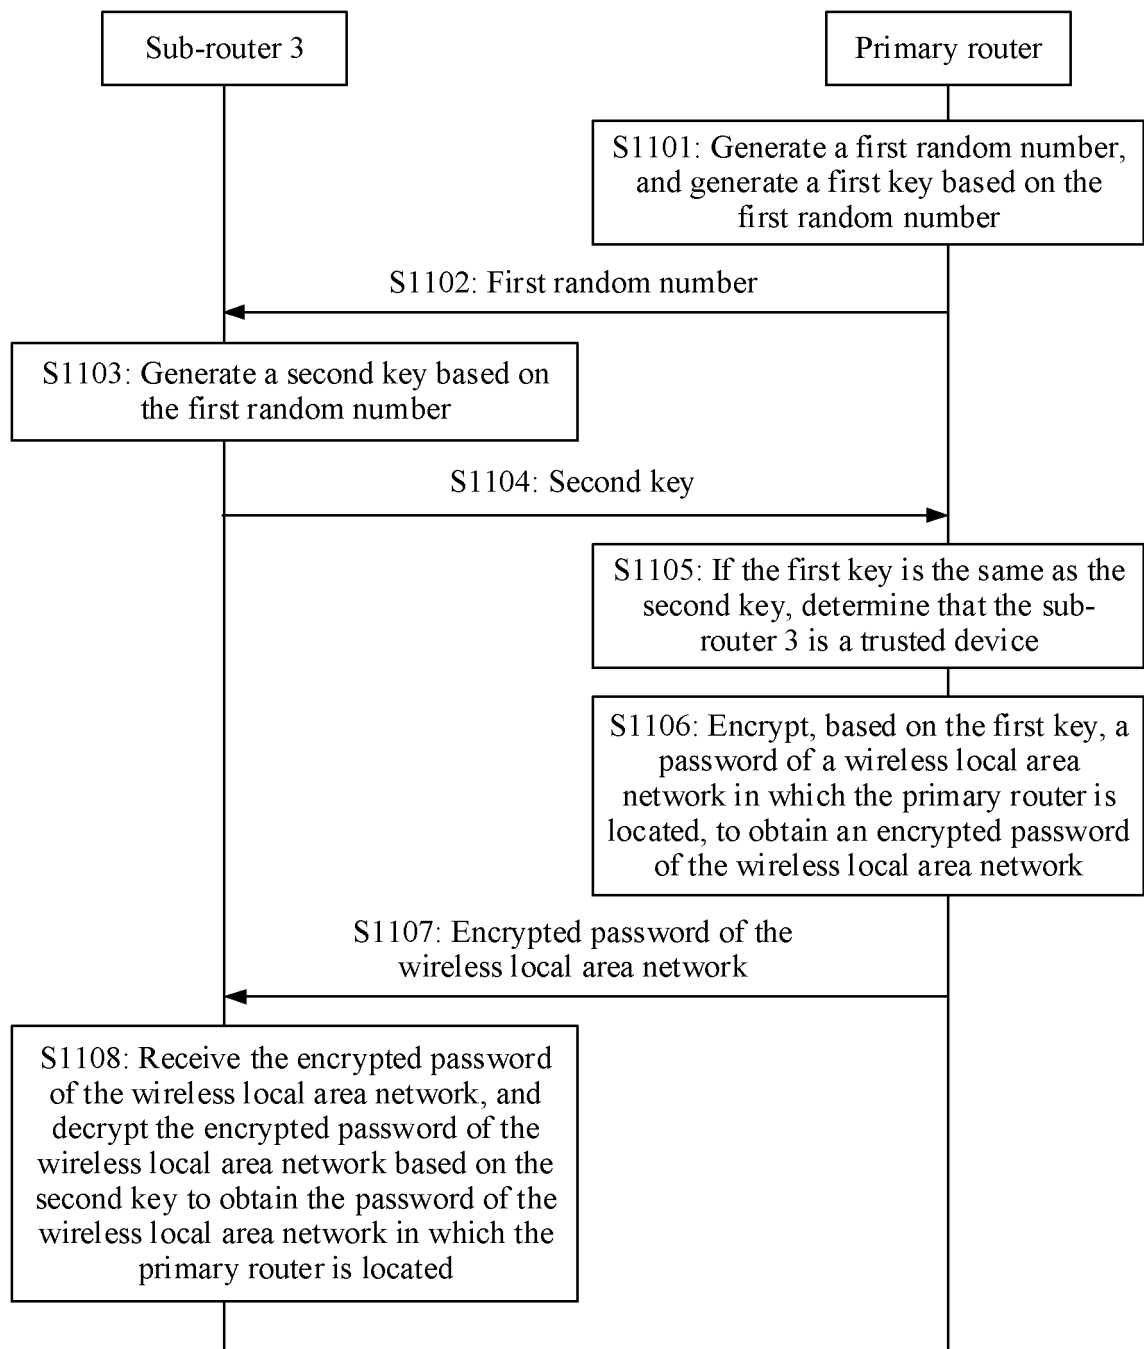 Sub-router 3
Primary router
S1101: Generate a first random number,
and generate a first key based on the
first random number
S1102: First random number
S1103: Generate a second key based on
the first random number
S1104: Second key
S1105: If the first key is the same as the
second key, determine that the sub-
router 3 is a trusted device
S1106: Encrypt, based on the first key, a
password of a wireless local area
network in which the primary router is
located, to obtain an encrypted password
of the wireless local area network
S1107: Encrypted password of the
wireless local area network
S1108: Receive the encrypted password
of the wireless local area network, and
decrypt the encrypted password of the
wireless local area network based on the
second key to obtain the password of the
wireless local area network in which the
primary router is located